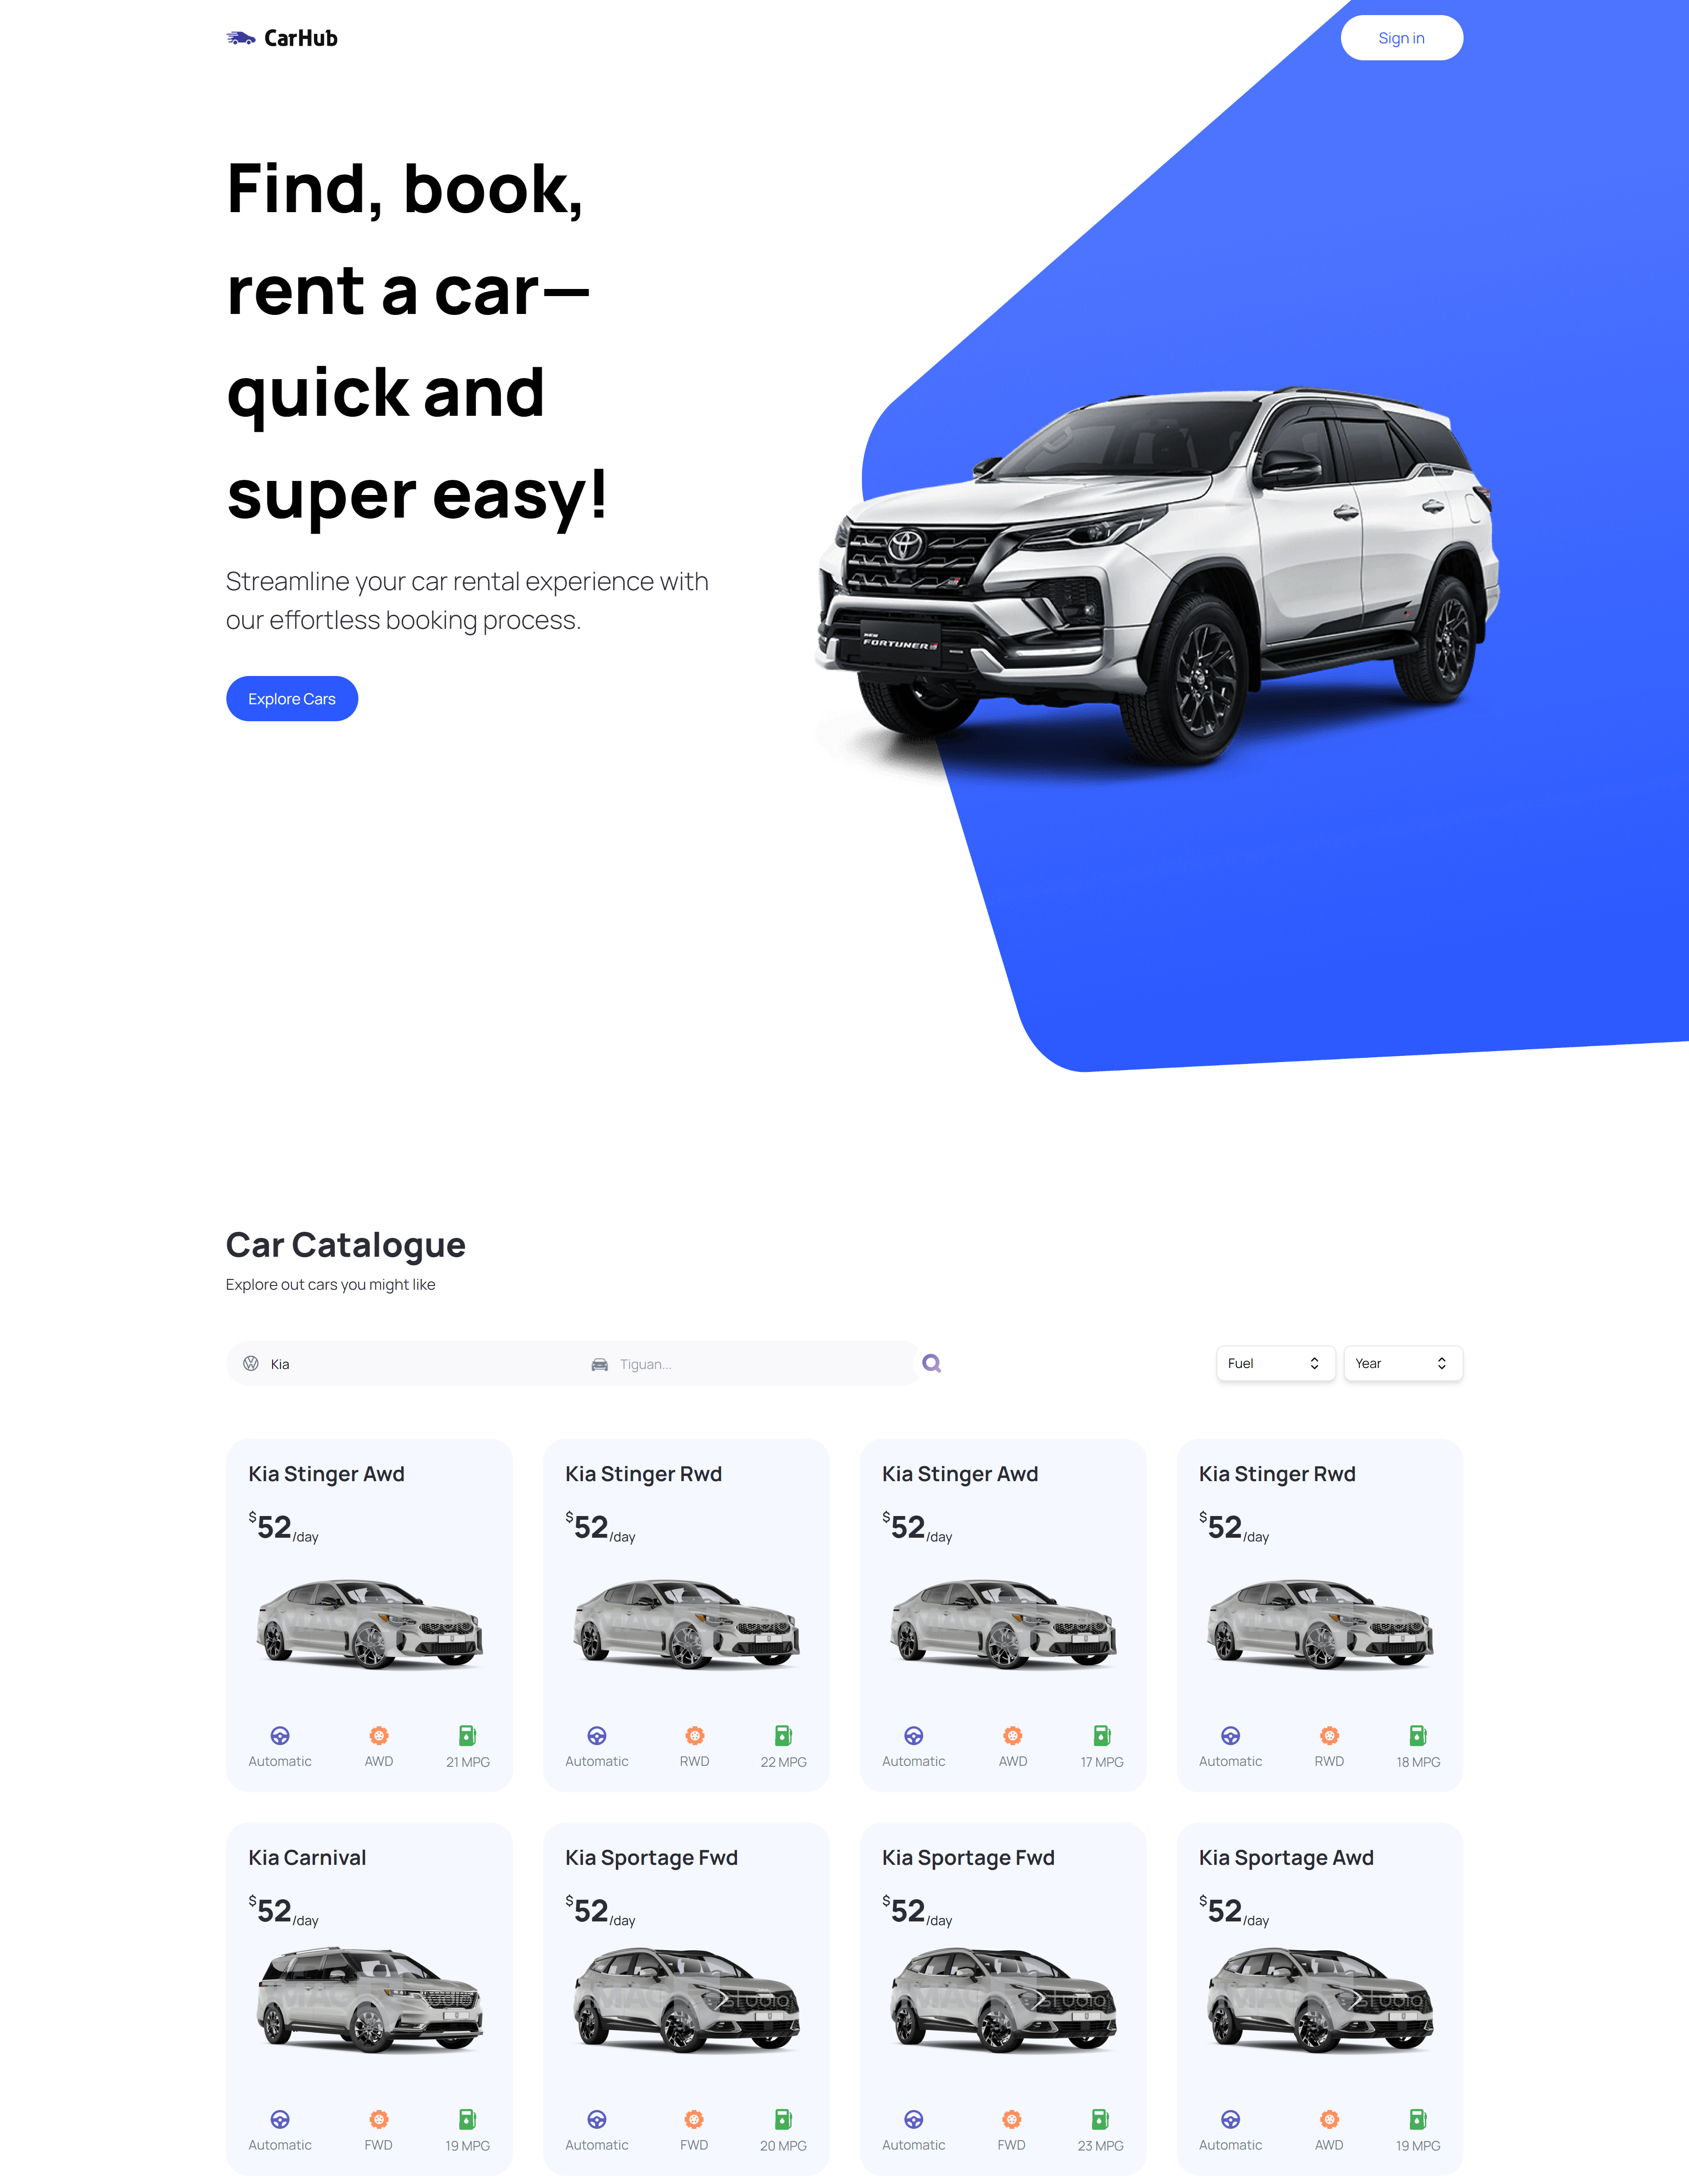 CarHub
Sign in
Find, book,
rent a car—
quick and
super easy!
Streamline your car rental experience with
our effortless booking process.
Explore Cars
NEW
FORTUNER
Car Catalogue
Explore out cars you might like
Kia
Tiguan...
Fuel
Year
Kia Stinger Awd
$52/day
Automatic
AWD
21 MPG
Kia Stinger Rwd
$52/day
Automatic
RWD
22 MPG
Kia Stinger Awd
$52/day
Automatic
AWD
17 MPG
Kia Stinger Rwd
$52/day
Automatic
RWD
18 MPG
Kia Carnival
$52/day
Automatic
FWD
19 MPG
Kia Sportage Fwd
$52/day
Automatic
FWD
20 MPG
Kia Sportage Fwd
$52/day
Automatic
FWD
23 MPG
Kia Sportage Awd
$52/day
Automatic
AWD
19 MPG